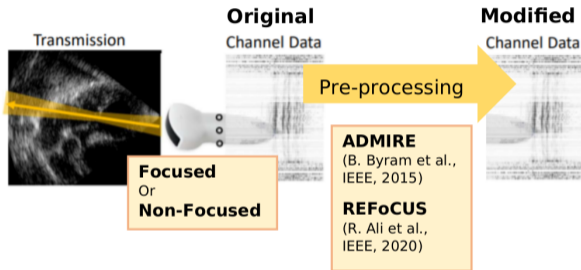 Original
Modified
Transmission
Channel Data
Channel Data
Pre-processing
Focused
Or
Non-Focused
ADMIRE
(B. Byram et al.,
IEEE, 2015)
REFoCUS
(R. Ali et al.,
IEEE, 2020)